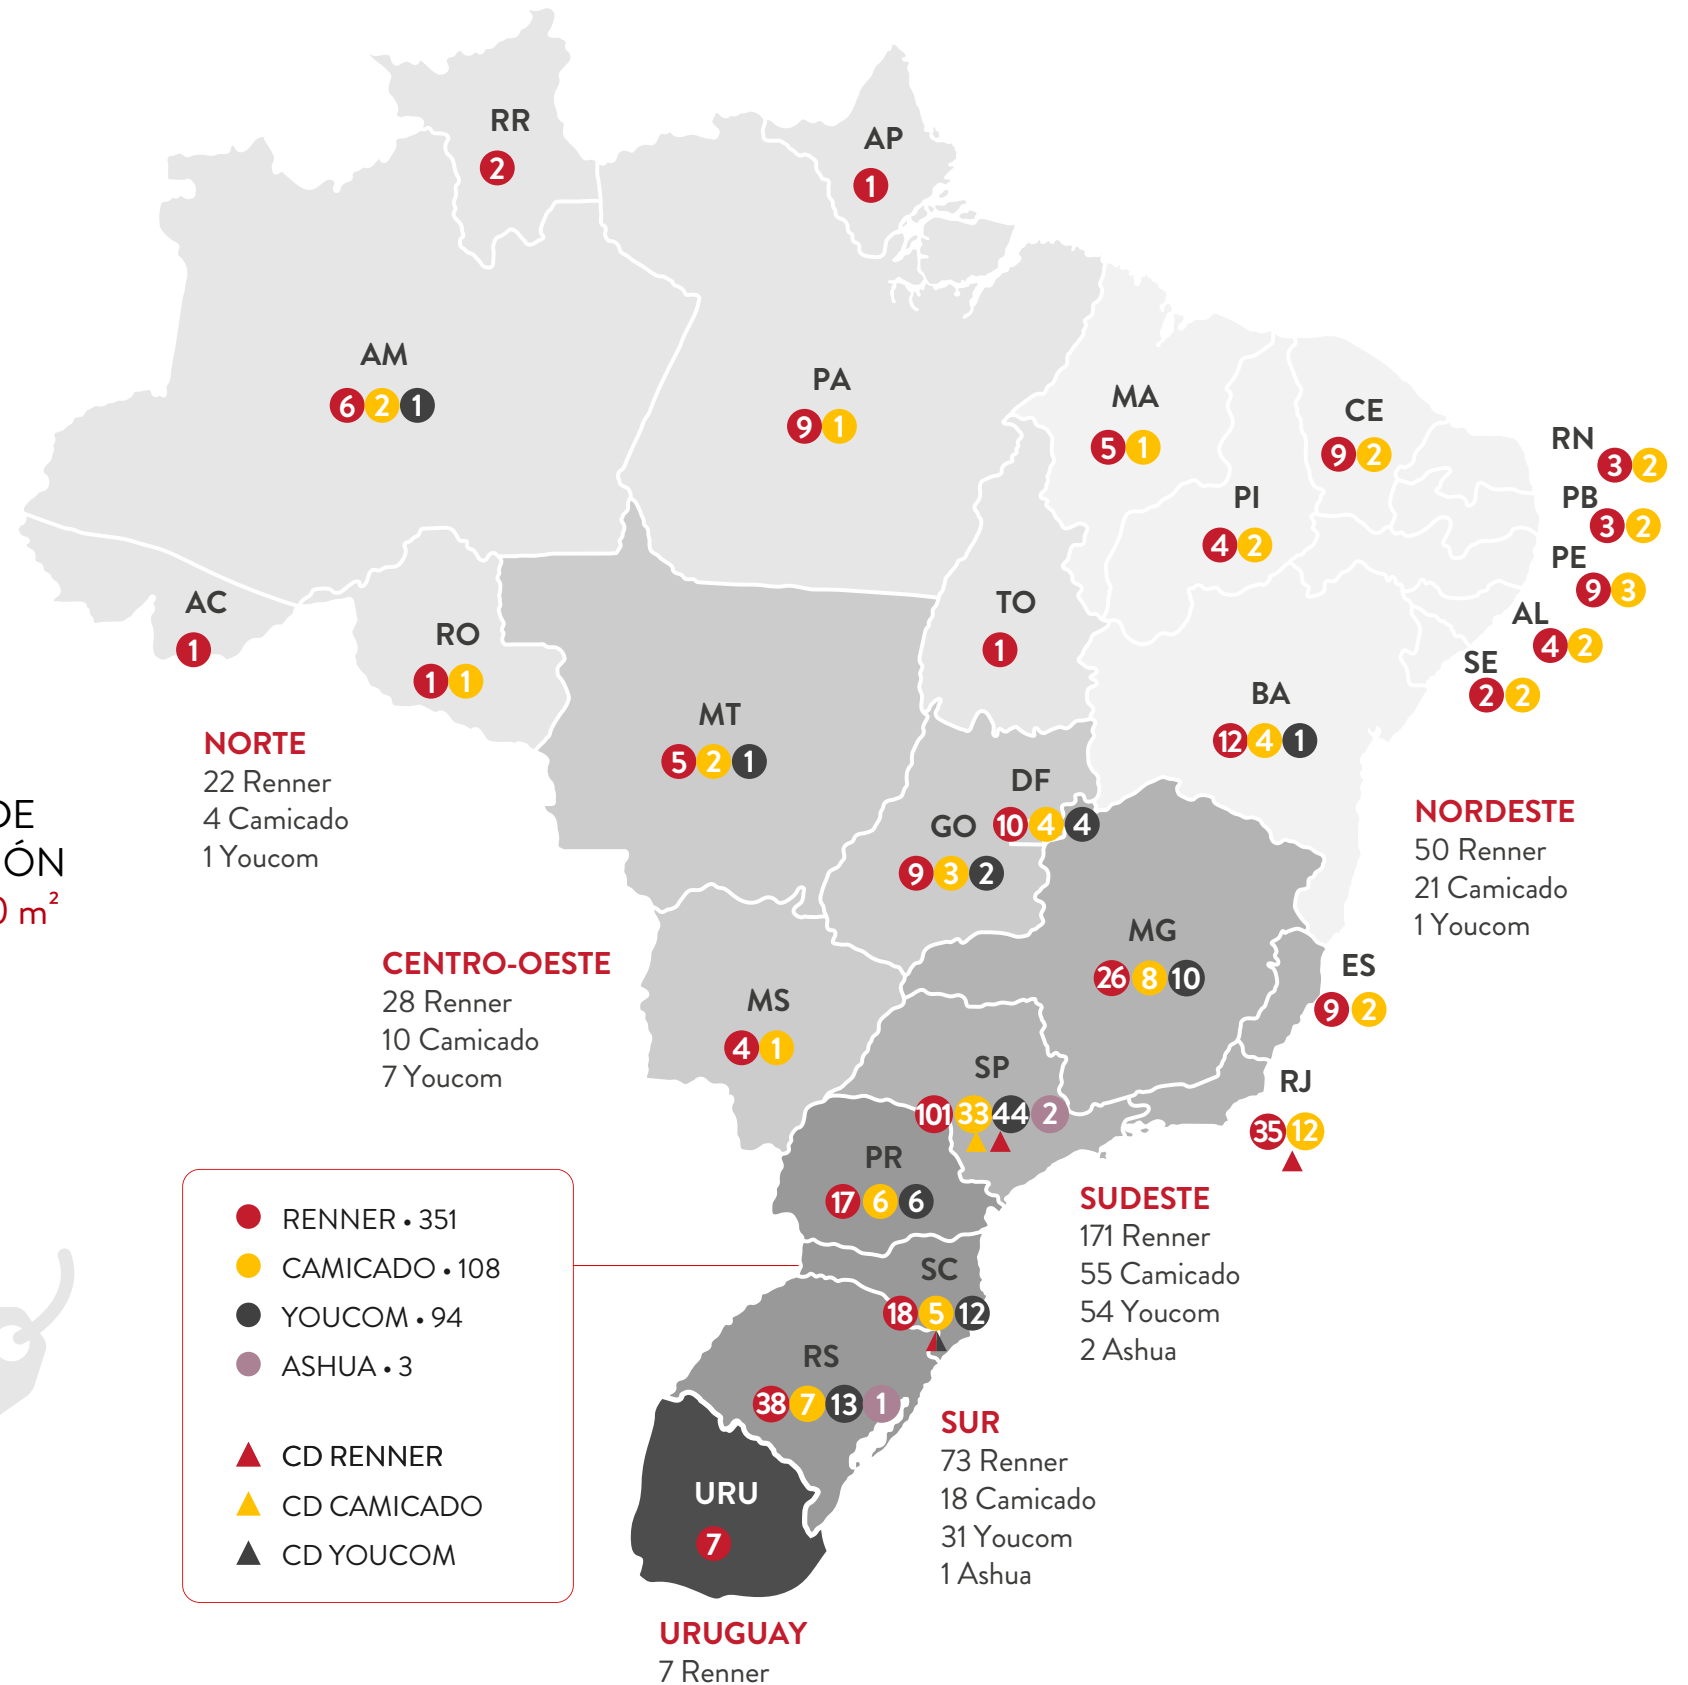 RR
2
AP
1
AM
6 2 1
PA
9 1
MA
5 1
CE
9 2
RN
3 2
PI
4 2
PB
3 2
PE
9 3
AC
1
RO
1 1
TO
1
AL
4 2
SE
2 2
MT
5 2 1
BA
12 4 1
NORTE
22 Renner
4 Camicado
1 Youcom
DE
IÓN
0 m²
DF
10 4 4
GO
9 3 2
NORDESTE
50 Renner
21 Camicado
1 Youcom
MG
26 8 10
ES
9 2
CENTRO-OESTE
28 Renner
10 Camicado
7 Youcom
MS
4 1
SP
101 33 44 2
RJ
35 12
PR
17 6 6
SUDESTE
171 Renner
55 Camicado
54 Youcom
2 Ashua
SC
18 5 12
RS
38 7 13 1
RENNER • 351
CAMICADO • 108
YOUCOM • 94
ASHUA • 3
CD RENNER
CD CAMICADO
CD YOUCOM
SUR
73 Renner
18 Camicado
31 Youcom
1 Ashua
URU
7
URUGUAY
7 Renner